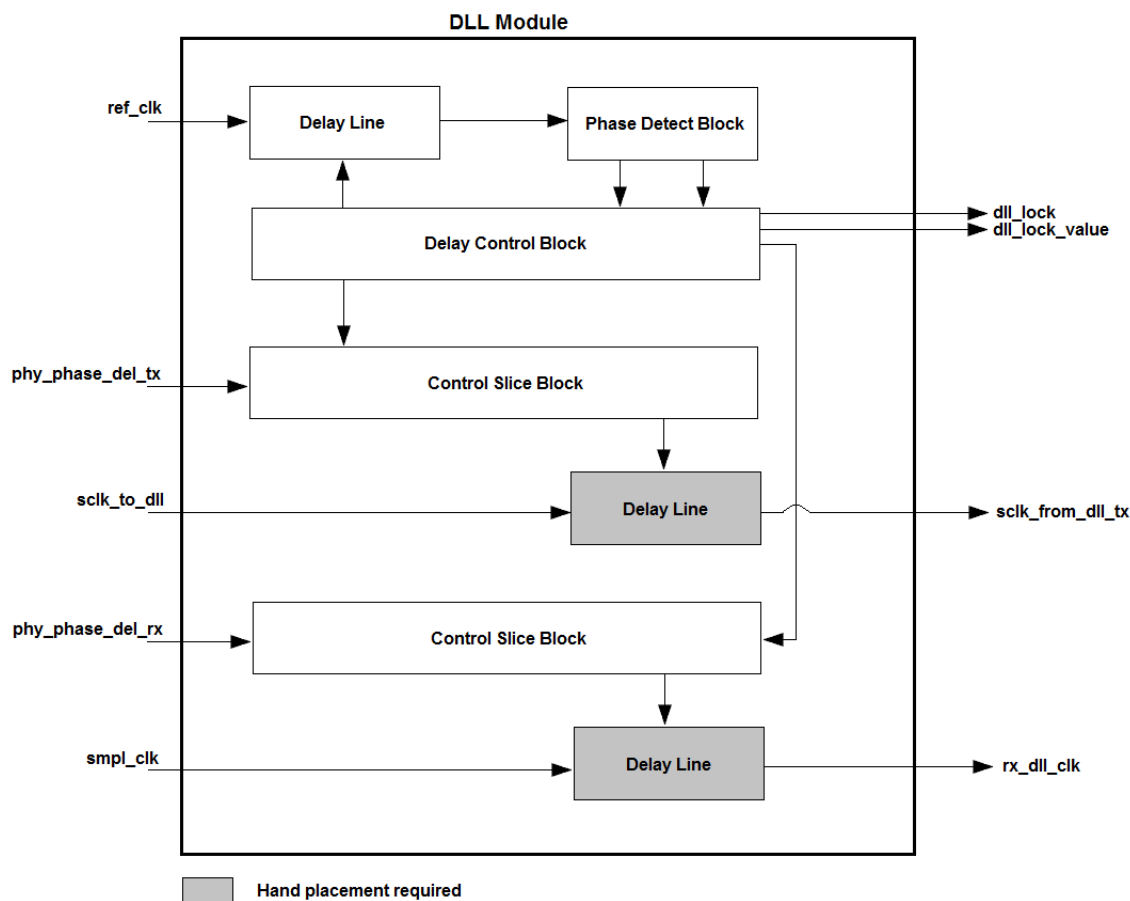 DLL Module
ref_clk
Delay Line
Phase Detect Block
Delay Control Block
dll_lock
dll_lock_value
phy_phase_del_tx
Control Slice Block
sclk_to_dll
Delay Line
sclk_from_dll_tx
phy_phase_del_rx
Control Slice Block
smpl_clk
Delay Line
rx_dll_clk
Hand placement required